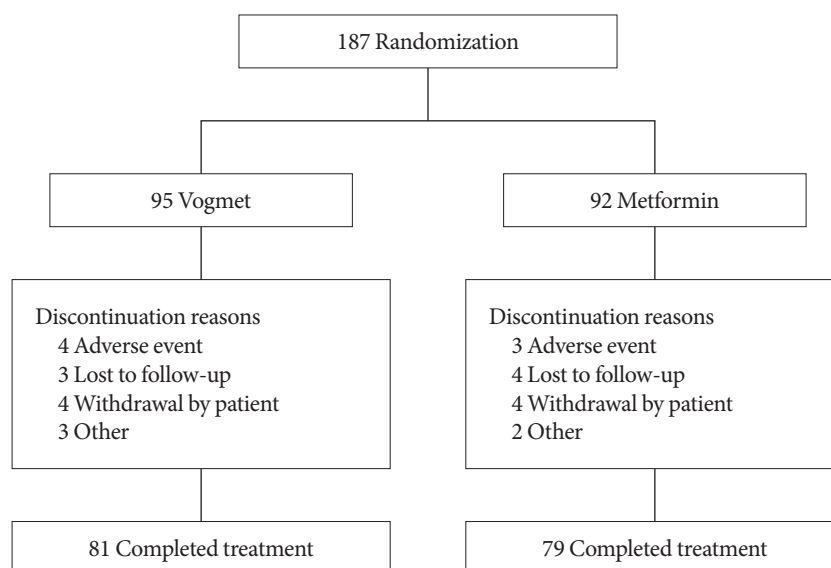 187 Randomization
95 Vogmet
92 Metformin
Discontinuation reasons
4 Adverse event
3 Lost to follow-up
4 Withdrawal by patient
3 Other
Discontinuation reasons
3 Adverse event
4 Lost to follow-up
4 Withdrawal by patient
2 Other
81 Completed treatment
79 Completed treatment